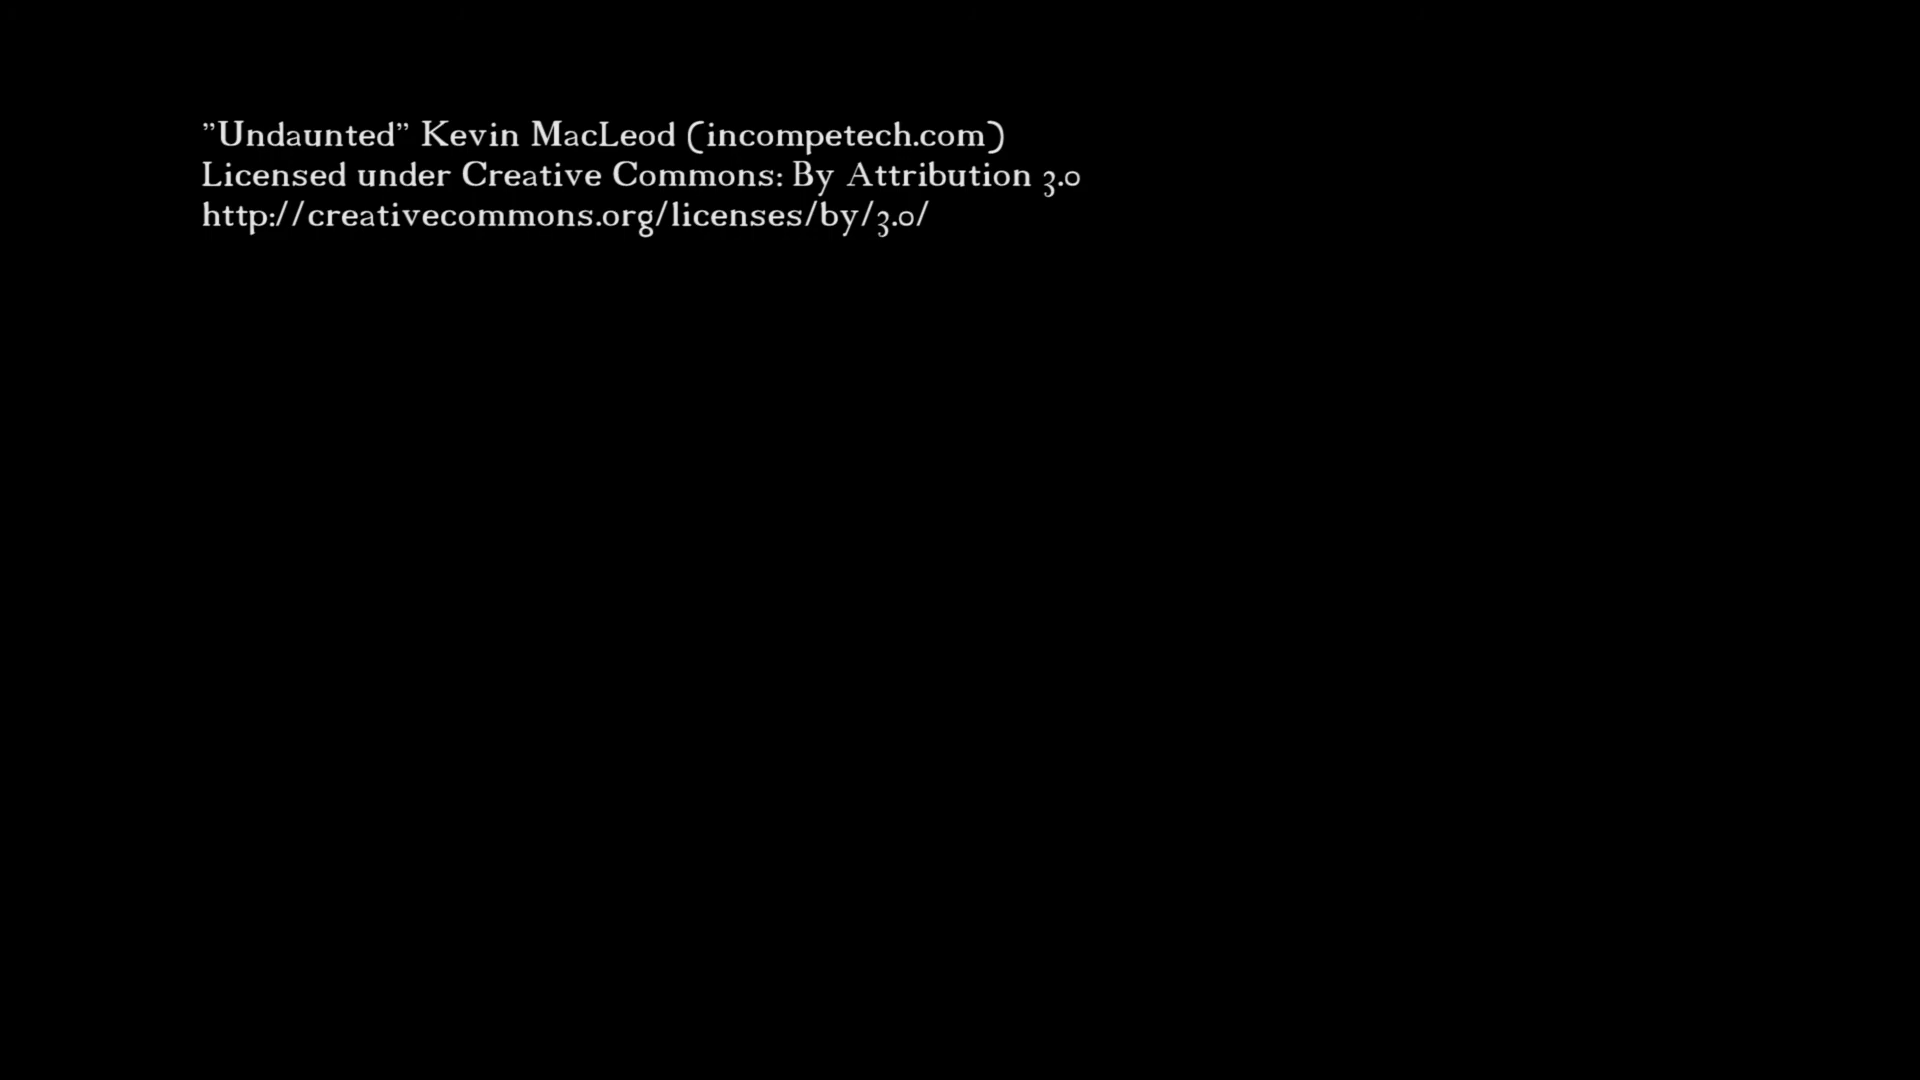 "Undaunted" Kevin MacLeod (incompetech.com)
Licensed under Creative Commons: By Attribution 3.0
http://creativecommons.org/licenses/by/3.0/